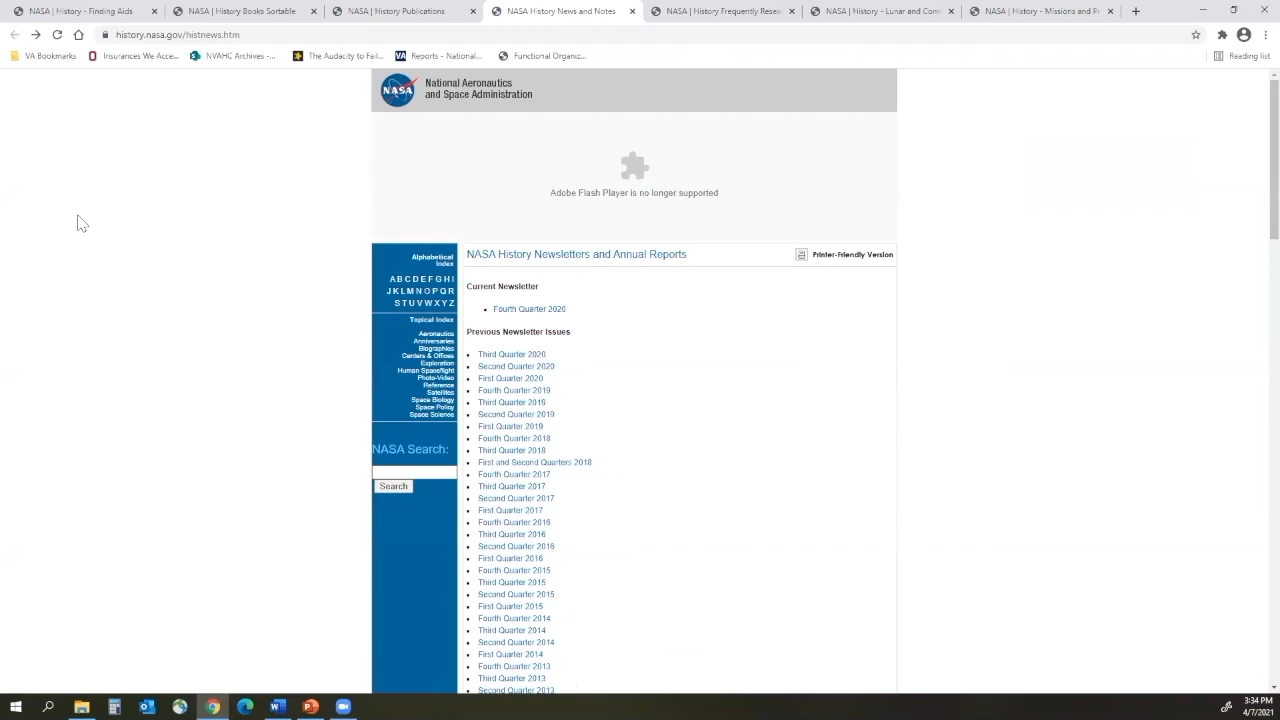 NASA | History - Finding Aids
NASA | History Books Sortable
NASA | History Publications
NASA | History News and Notes
NASA | History Frequently Reques
NASA | History - Lunar and Com
NASA | History - Missions and F
history.nasa.gov/histnews.htm
VA Bookmarks
Insurances We Acce...
NVAHC Archives -...
The Audacity to Fail...
Reports - National...
Functional Organiz...
Reading list
NASA
National Aeronautics
and Space Administration
Adobe Flash Player is no longer supported
Alphabetical
Index
A B C D E F G H I
J K L M N O P Q R
S T U V W X Y Z
Topical Index
Aeronautics
Anniversaries
Biographies
Centers & Offices
Exploration
Human Spaceflight
Photo-Video
Reference
Satellites
Space Biology
Space Policy
Space Science
NASA Search:
Search
NASA History Newsletters and Annual Reports
Printer-Friendly Version
Current Newsletter
Fourth Quarter 2020
Previous Newsletter Issues
Third Quarter 2020
Second Quarter 2020
First Quarter 2020
Fourth Quarter 2019
Third Quarter 2019
Second Quarter 2019
First Quarter 2019
Fourth Quarter 2018
Third Quarter 2018
First and Second Quarters 2018
Fourth Quarter 2017
Third Quarter 2017
Second Quarter 2017
First Quarter 2017
Fourth Quarter 2016
Third Quarter 2016
Second Quarter 2016
First Quarter 2016
Fourth Quarter 2015
Third Quarter 2015
Second Quarter 2015
First Quarter 2015
Fourth Quarter 2014
Third Quarter 2014
Second Quarter 2014
First Quarter 2014
Fourth Quarter 2013
Third Quarter 2013
Second Quarter 2013
3:34 PM
4/7/2021